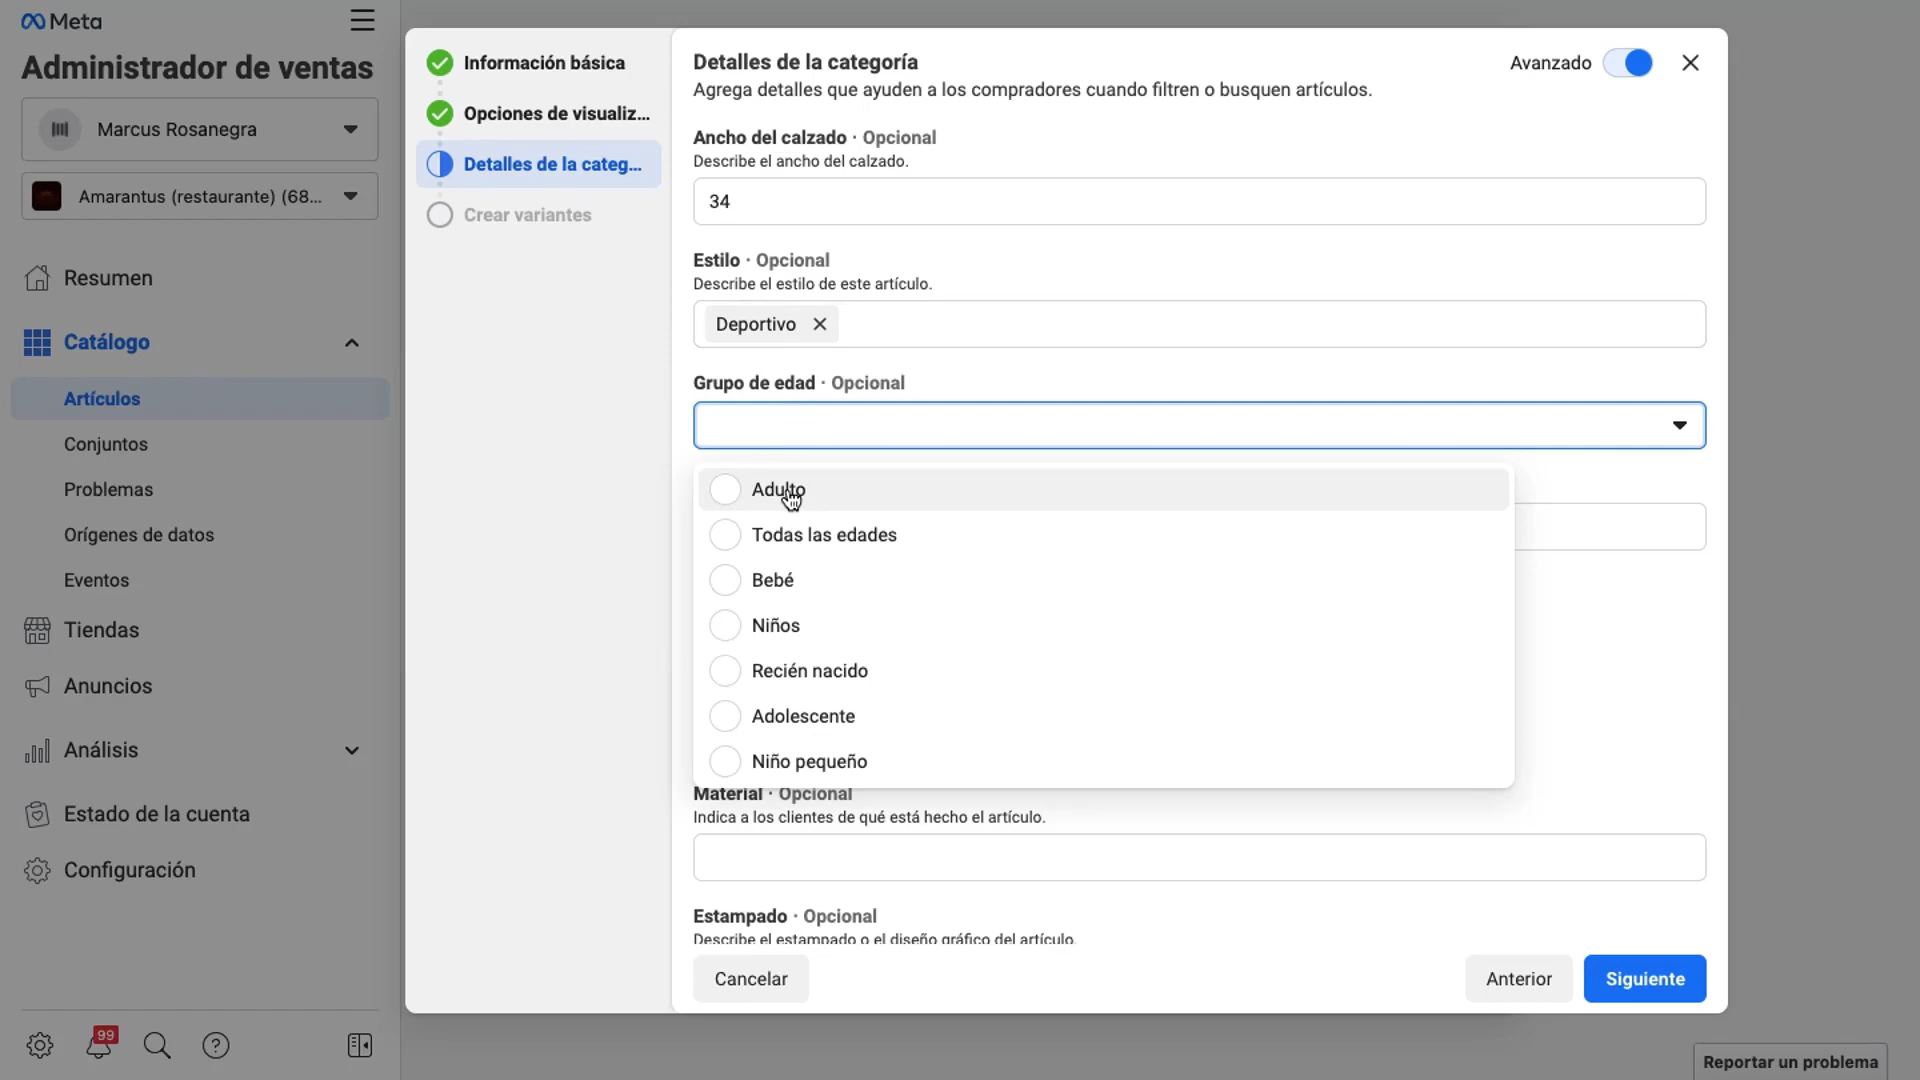 Meta
Administrador de ventas
Marcus Rosanegra
Amarantus (restaurante) (68...
Resumen
Catálogo
Artículos
Conjuntos
Problemas
Orígenes de datos
Eventos
Tiendas
Anuncios
Análisis
Estado de la cuenta
Configuración
99
Información básica
Opciones de visualiz...
Detalles de la categ...
Crear variantes
Detalles de la categoría
Avanzado
Agrega detalles que ayuden a los compradores cuando filtren o busquen artículos.
Ancho del calzado · Opcional
Describe el ancho del calzado.
34
Estilo · Opcional
Describe el estilo de este artículo.
Deportivo
Grupo de edad · Opcional
Adulto
Todas las edades
Bebé
Niños
Recién nacido
Adolescente
Niño pequeño
Material · Opcional
Indica a los clientes de qué está hecho el artículo.
Estampado · Opcional
Describe el estampado o el diseño gráfico del artículo.
Cancelar
Anterior
Siguiente
Reportar un problema